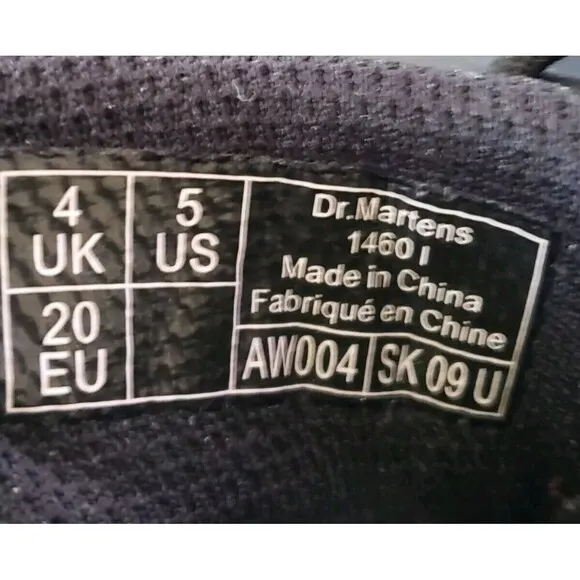 4
UK
5
US
20
EU
Dr.Martens
1460 I
Made in China
Fabriqué en Chine
AW004
SK 09 U